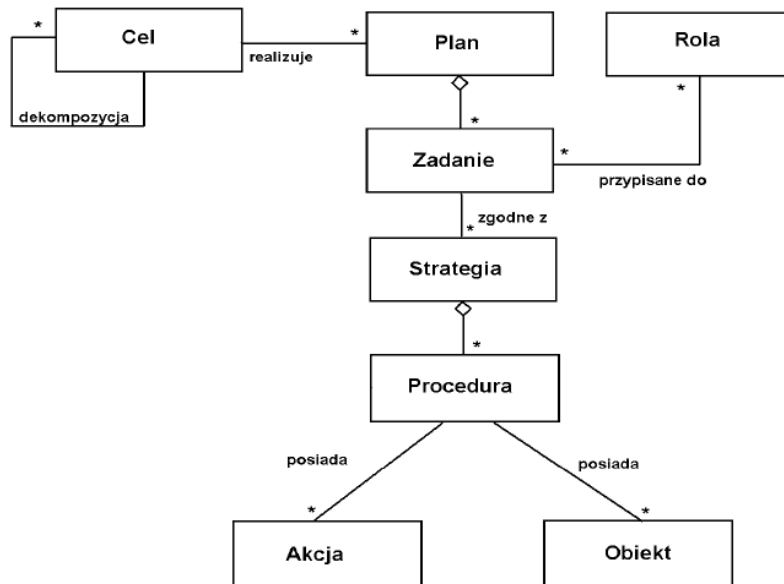 *
Cel
realizuje
*
Plan
Rola
*
dekompozycja
*
Zadanie
*
przypisane do
zgodne z
*
Strategia
*
Procedura
posiada
posiada
*
*
Akcja
Obiekt